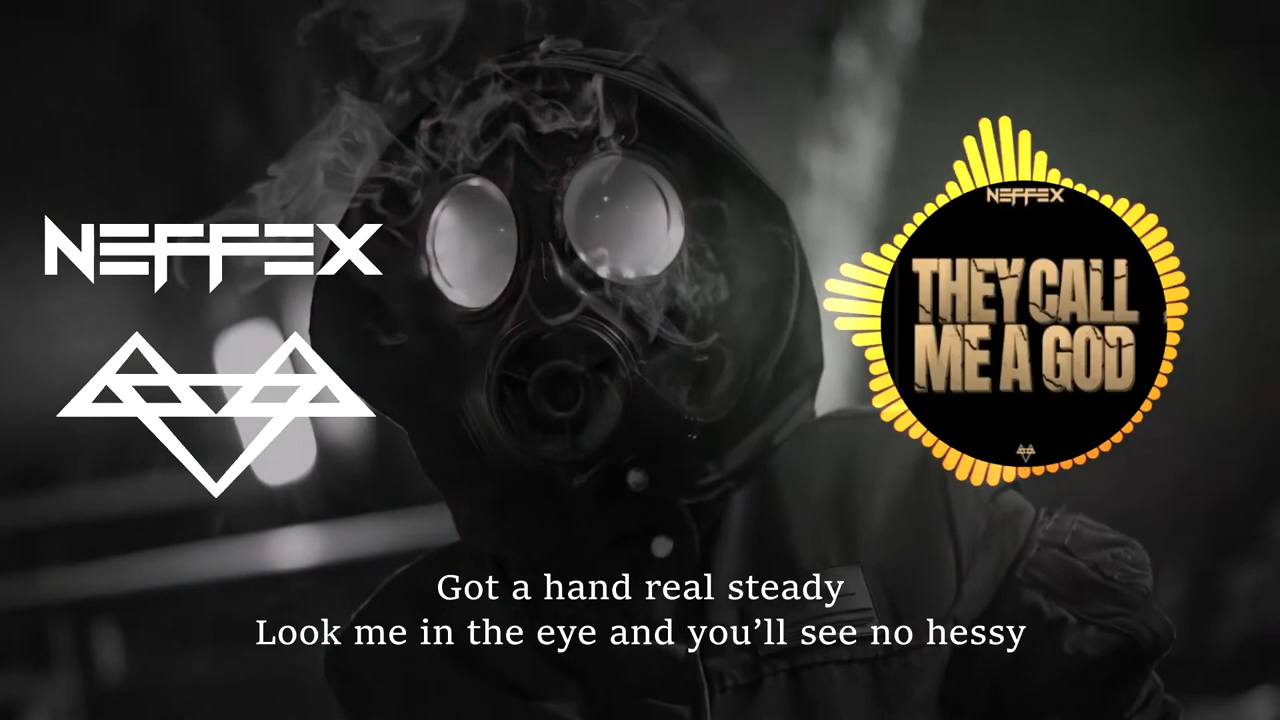 NEFFEX
NEFFEX
THEY CALL
ME A GOD
Got a hand real steady
Look me in the eye and you’ll see no hessy